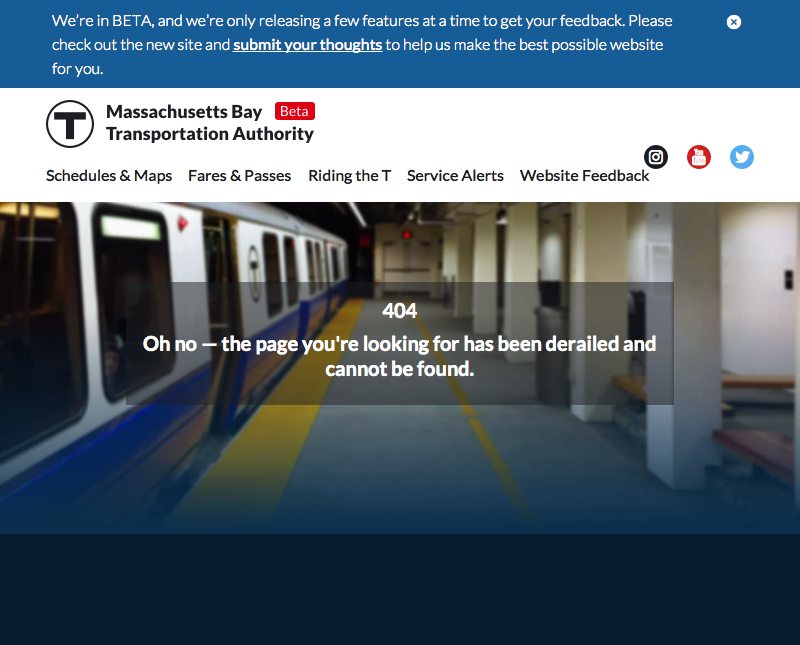 We're in BETA, and we're only releasing a few features at a time to get your feedback. Please
check out the new site and submit your thoughts to help us make the best possible website
for you.
T
Massachusetts Bay Beta
Transportation Authority
Schedules & Maps Fares & Passes Riding the T Service Alerts Website Feedback
404
Oh no — the page you're looking for has been derailed and
cannot be found.